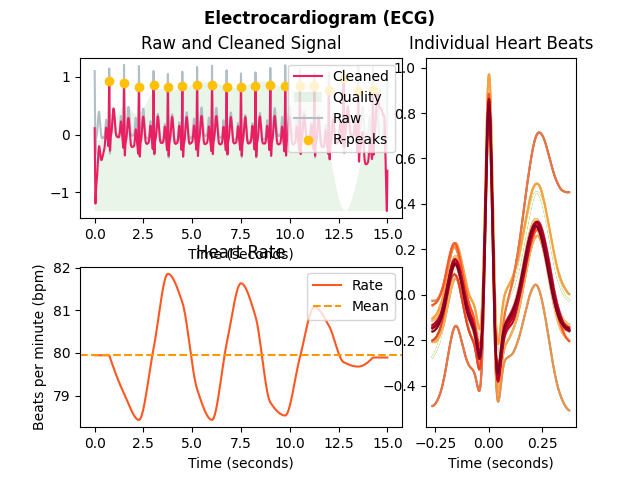 Electrocardiogram (ECG)
Raw and Cleaned Signal
1
0
−1
Cleaned
Quality
Raw
R-peaks
0.0 2.5 5.0 7.5 10.0 12.5 15.0
Time (seconds)
Heart Rate
Beats per minute (bpm)
82
81
80
79
Rate
Mean
0.0 2.5 5.0 7.5 10.0 12.5 15.0
Time (seconds)
Individual Heart Beats
1.0
0.8
0.6
0.4
0.2
0.0
−0.2
−0.4
−0.25 0.00 0.25
Time (seconds)